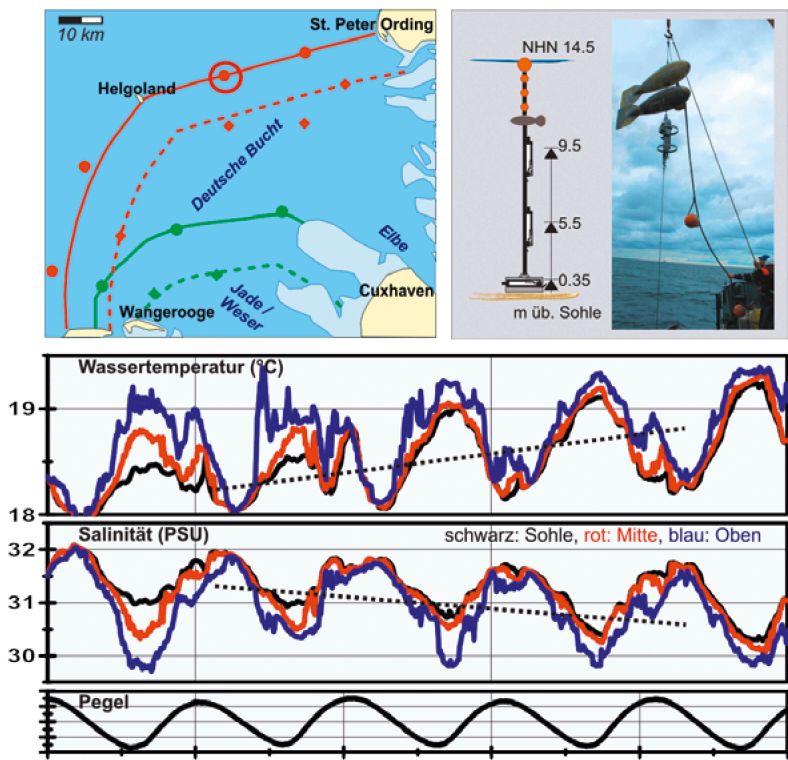 10 km
St. Peter Ording
Helgoland
Deutsche Bucht
Elbe
Jade/
Weser
Wangerooge
Cuxhaven
NHN 14.5
9.5
5.5
0.35
m üb. Sohle
Wassertemperatur (°C)
19
18
Salinität (PSU)
schwarz: Sohle, rot: Mitte, blau: Oben
32
31
30
Pegel